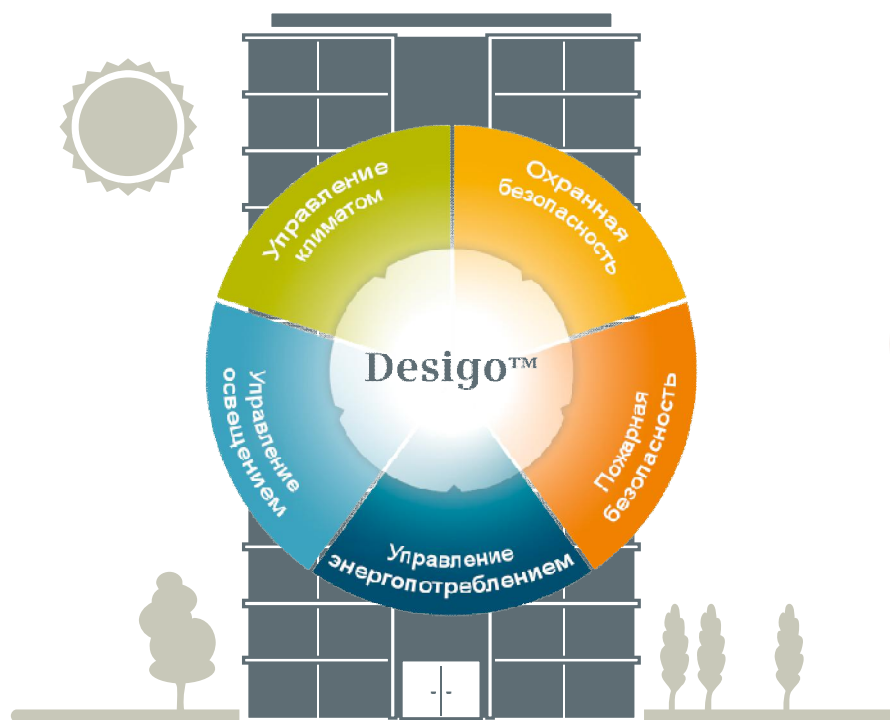 Управление
климатом
Охранная
безопасность
Desigo™
Управление
освещением
Пожарная
безопасность
Управление
энергопотреблением